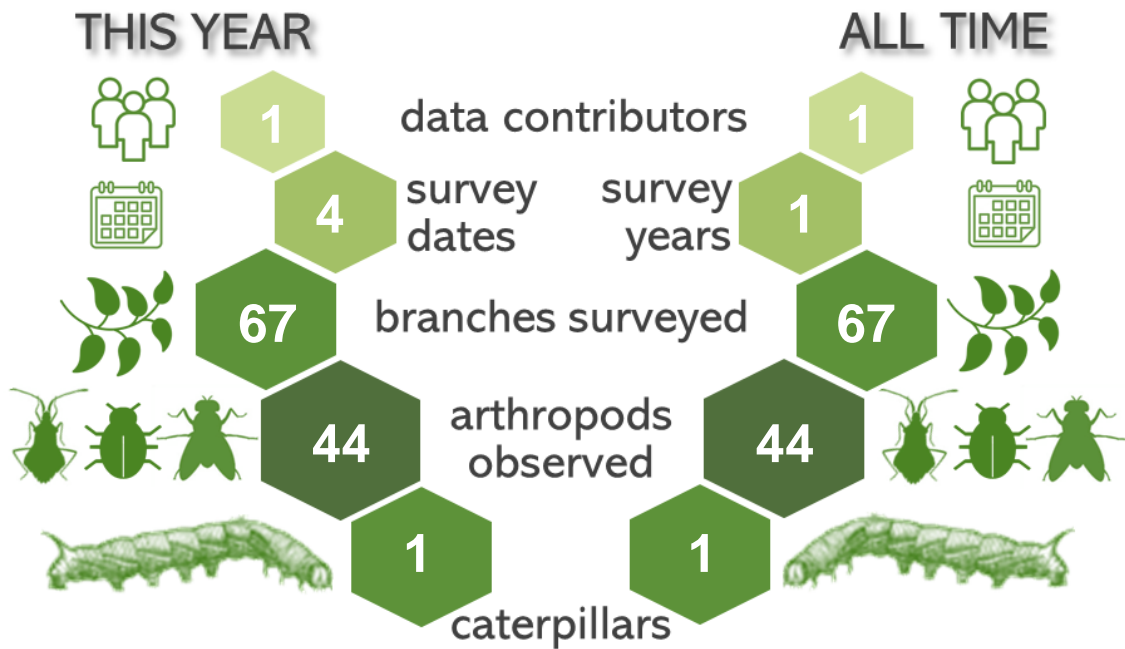 THIS YEAR
ALL TIME
1
data contributors
1
4
survey
dates
survey
years
1
67
branches surveyed
67
44
arthropods
observed
44
1
1
caterpillars